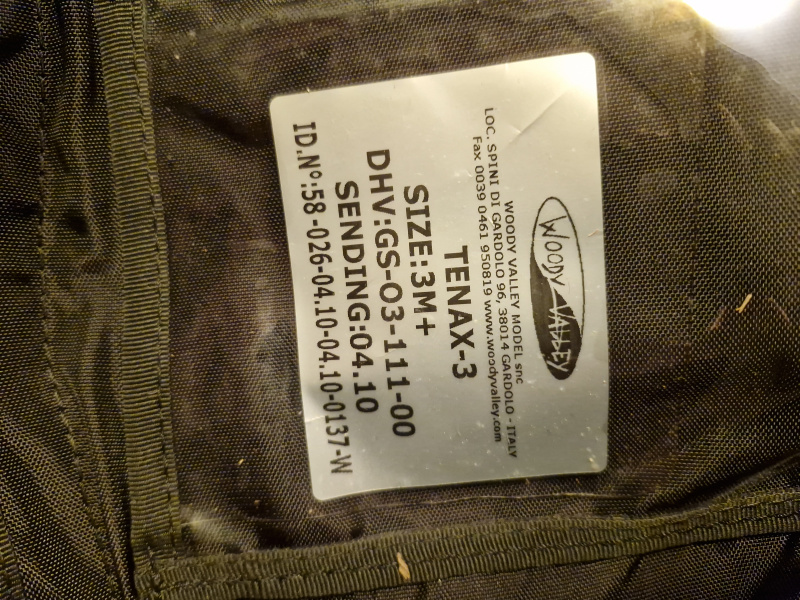 WOODY VALLEY
WOODY VALLEY MODEL snc
LOC. SPINI DI GARDOLO 96, 38014 GARDOLO - ITALY
Fax 0039 0461 950819 www.woodyvalley.com
TENAX-3
SIZE:3M+
DHV:GS-O3-111-00
SENDING:04.10
ID.N°:58-026-04.10-04.10-0137-W